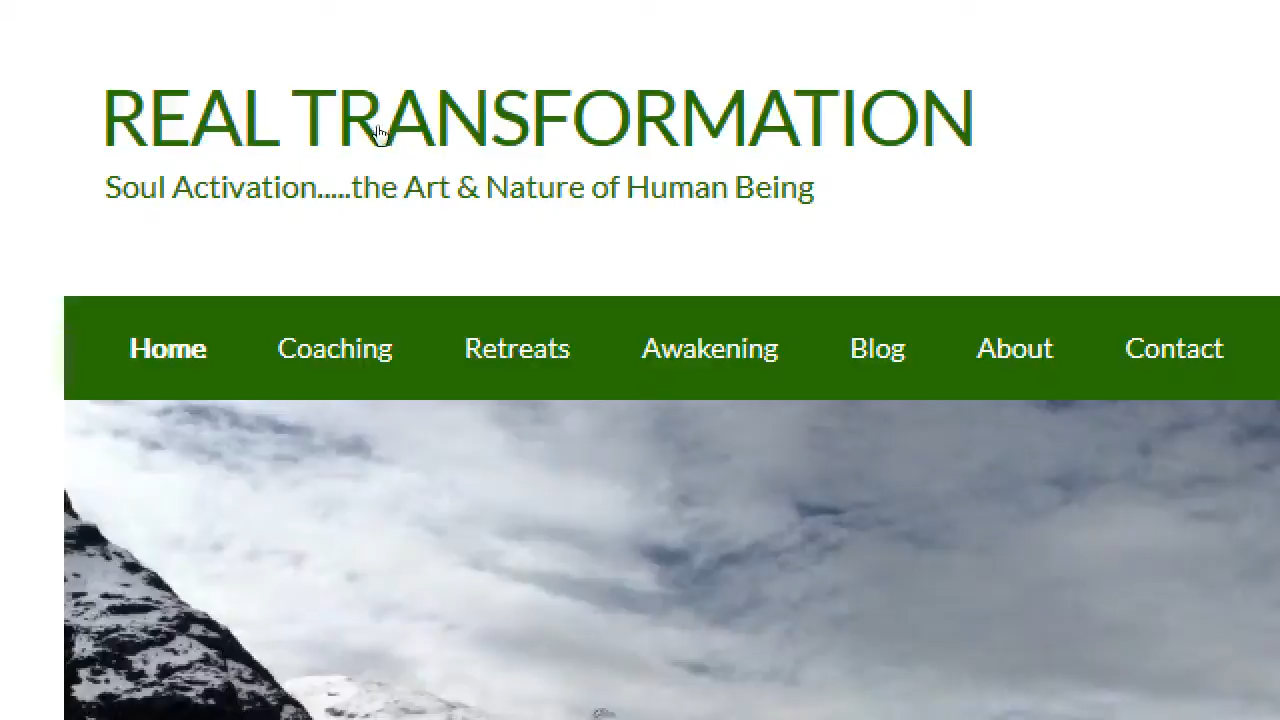 REAL TRANSFORMATION
Soul Activation.....the Art & Nature of Human Being
Home Coaching Retreats Awakening Blog About Contact